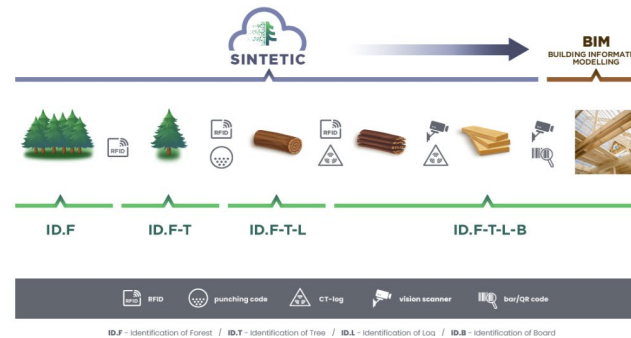 SINTETIC
BIM
BUILDING INFORMATI
MODELLING
RFID
RFID
RFID
ID.F
ID.F-T
ID.F-T-L
ID.F-T-L-B
RFID
RFID
punching code
CT-log
vision scanner
bar/QR code
ID.F - Identification of Forest / ID.T - Identification of Tree / ID.L - Identification of Log / ID.B - Identification of Board